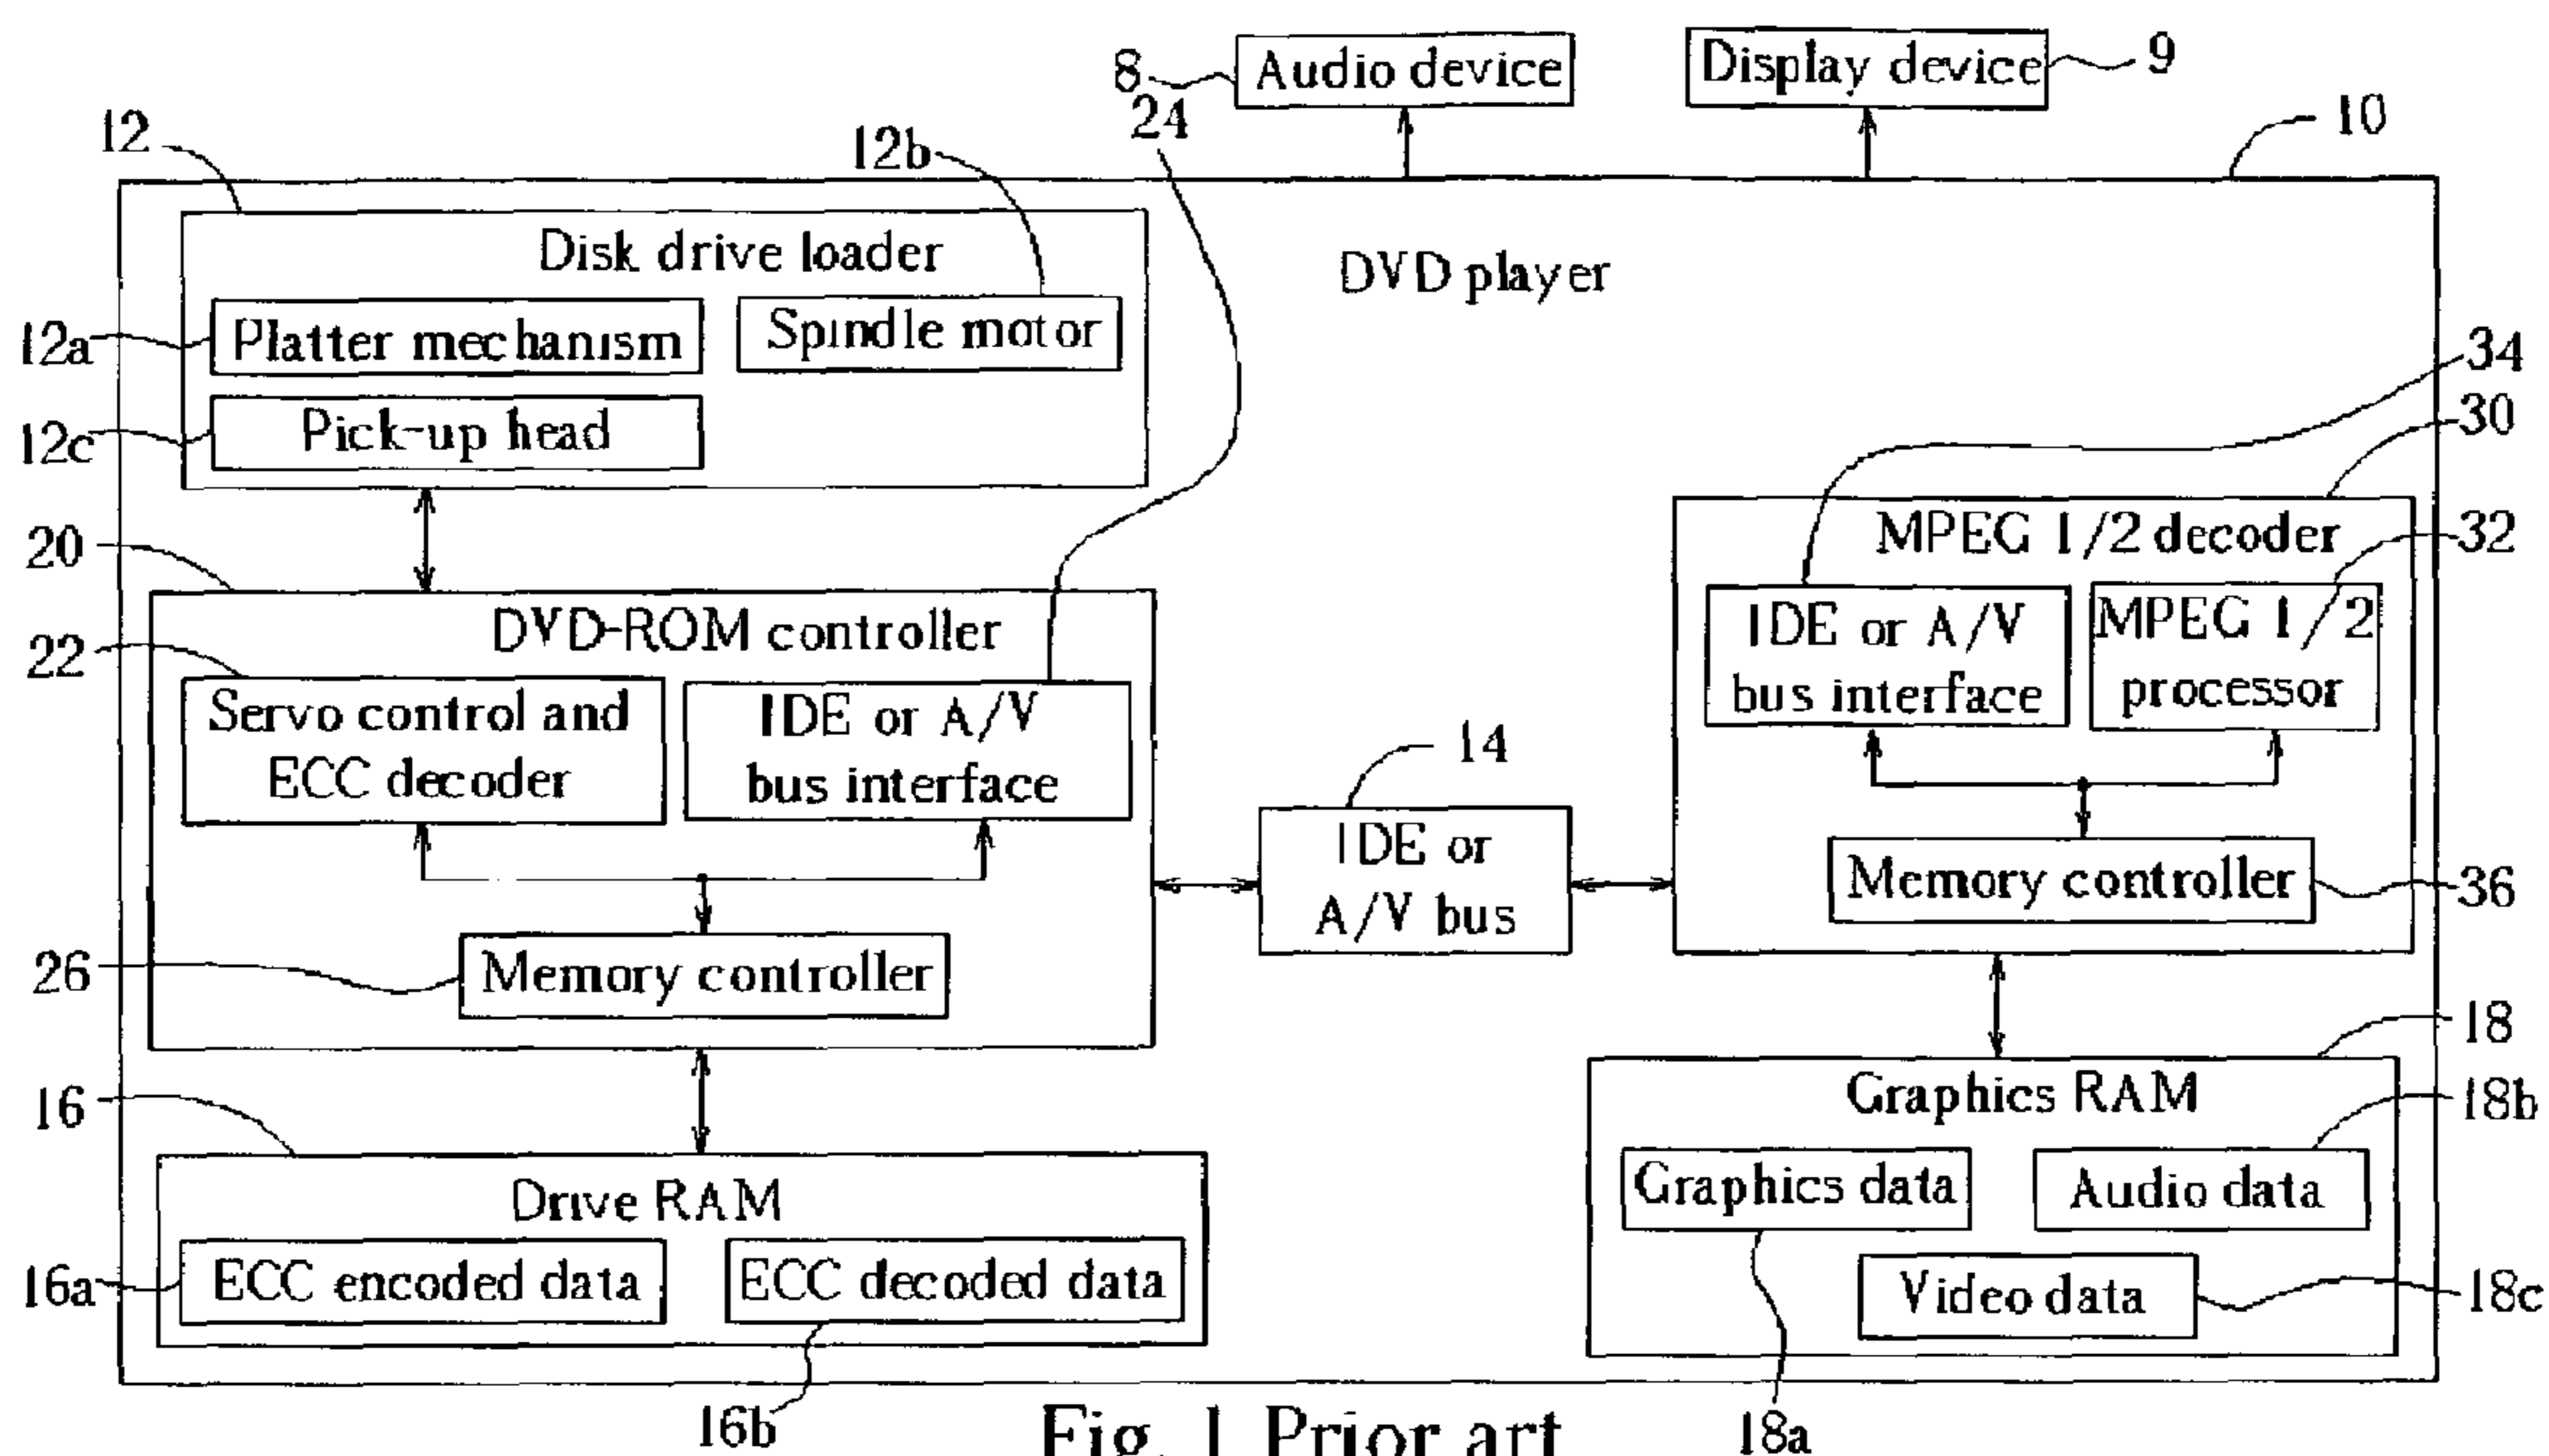 8
Audio device
Display device
9
24
12
12b
10
Disk drive loader
DVD player
12a
Platter mechanism
Spindle motor
34
12c
Pick-up head
30
20
MPEG 1/2 decoder
32
DVD-ROM controller
IDE or A/V
bus interface
MPEG 1/2
processor
22
Servo control and
ECC decoder
IDE or A/V
bus interface
14
IDE or
A/V bus
Memory controller
36
26
Memory controller
18
16
Graphics RAM
18b
Drive RAM
Graphics data
Audio data
16a
ECC encoded data
ECC decoded data
Video data
18c
16b
Fig. 1 Prior art
18a